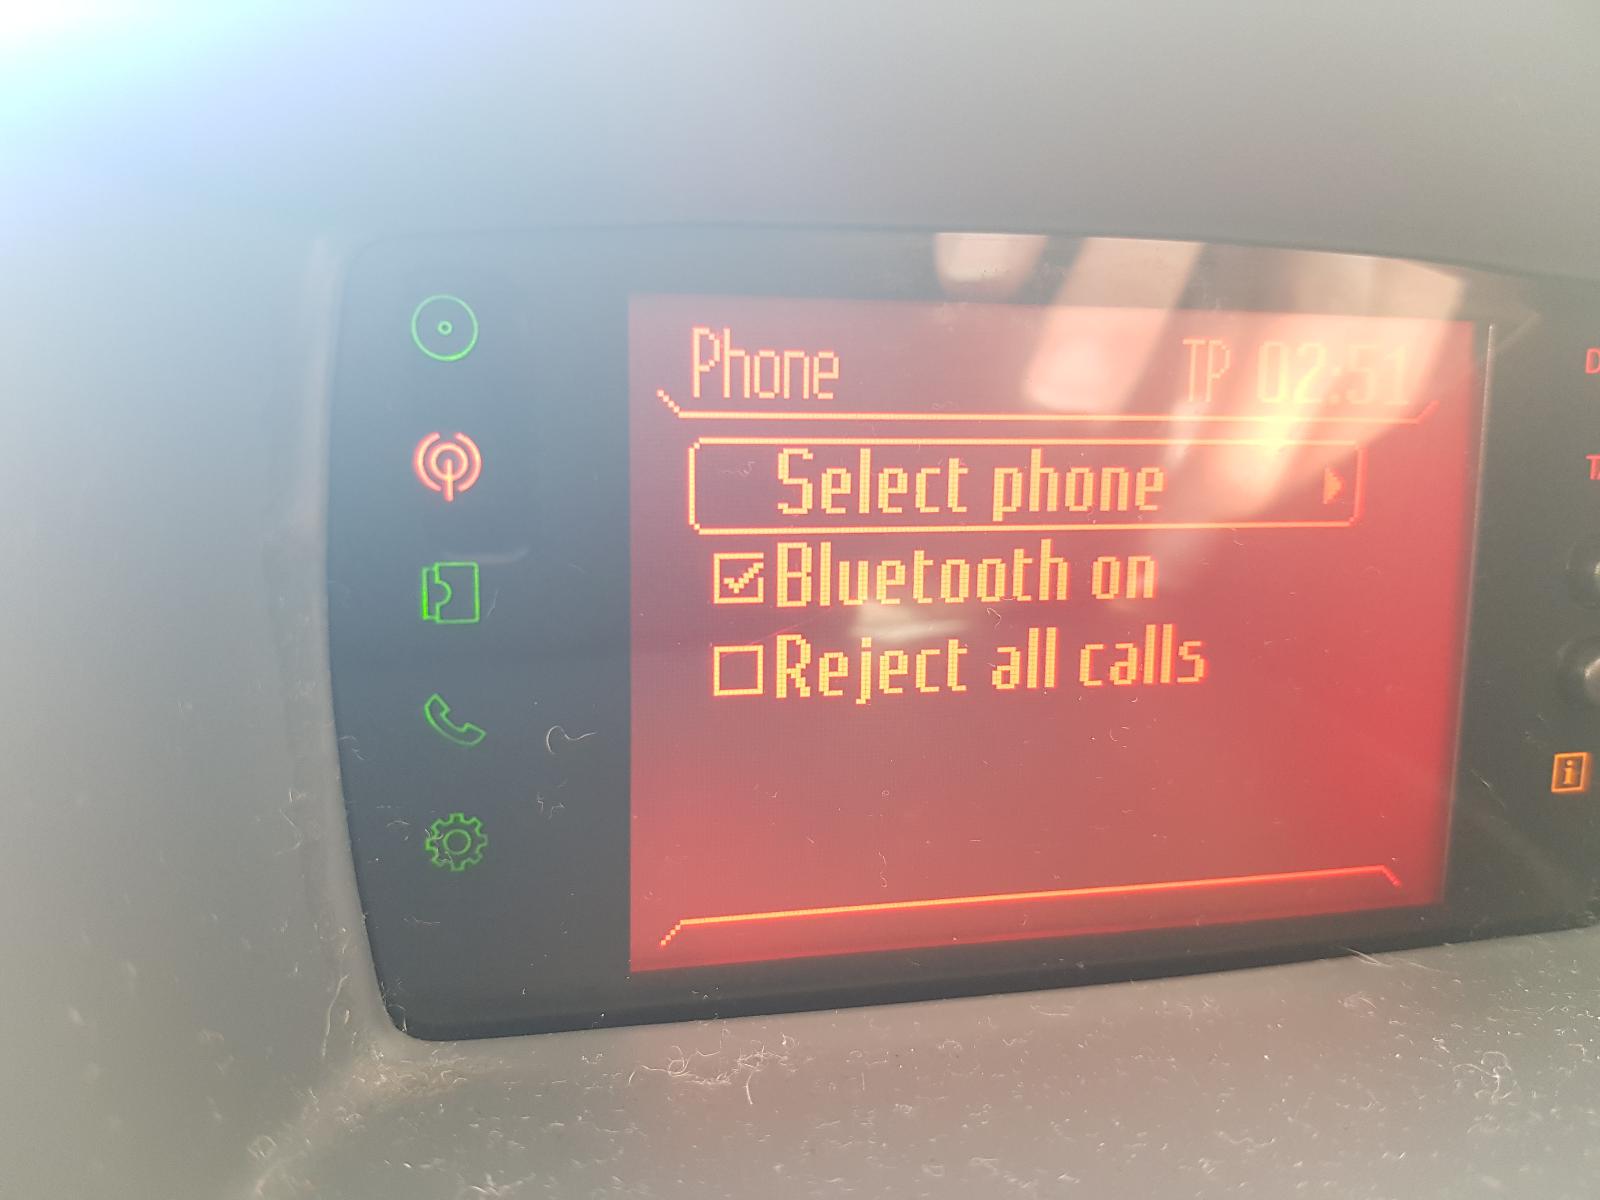 Phone TP 02:51
Select phone
Bluetooth on
Reject all calls
i